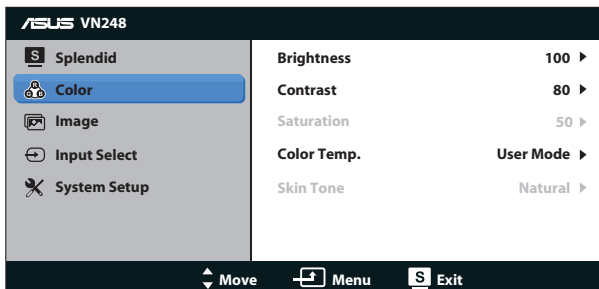 ASUS VN248
S Splendid
R G B Color
Image
Input Select
System Setup
Brightness 100
Contrast 80
Saturation 50
Color Temp. User Mode
Skin Tone Natural
Move Menu S Exit